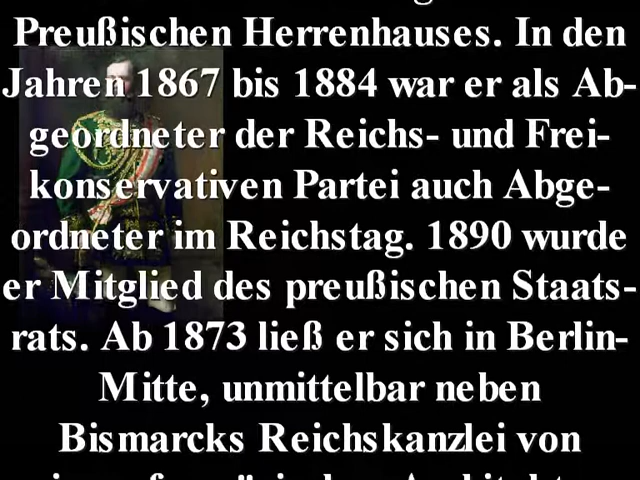 Preußischen Herrenhauses. In den
Jahren 1867 bis 1884 war er als Ab-
geordneter der Reichs- und Frei-
konservativen Partei auch Abge-
ordneter im Reichstag. 1890 wurde
er Mitglied des preußischen Staats-
rats. Ab 1873 ließ er sich in Berlin-
Mitte, unmittelbar neben
Bismarcks Reichskanzlei von